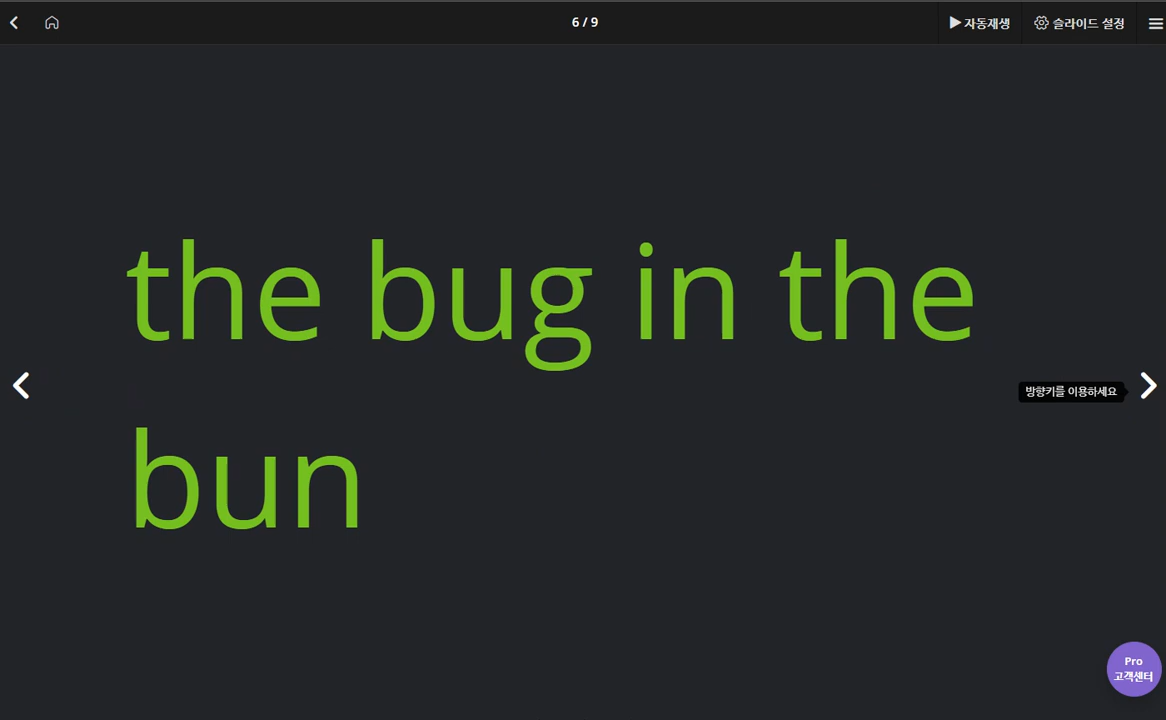 6 / 9
자동재생
슬라이드 설정
the bug in the
bun
방향키를 이용하세요
Pro
고객센터